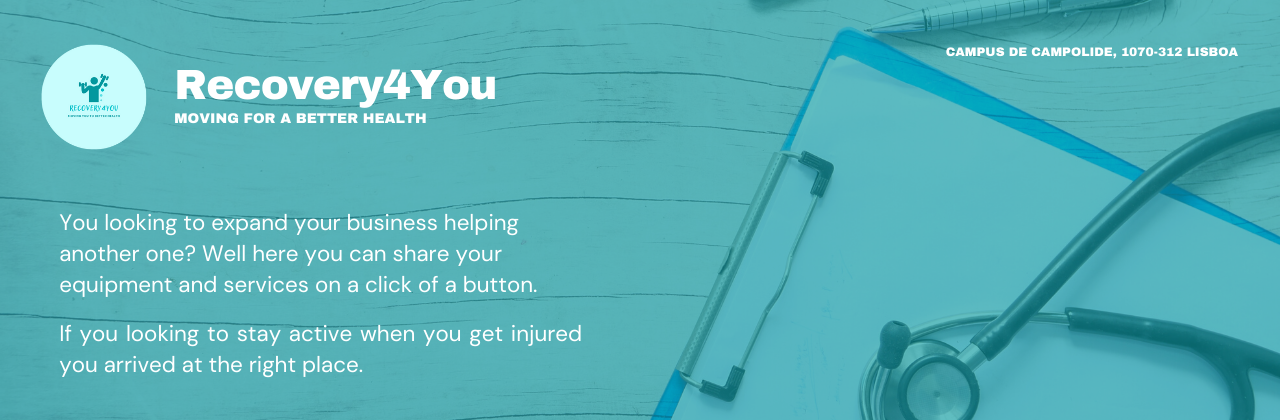 CAMPUS DE CAMPOLIDE, 1070-312 LISBOA
Recovery4You
MOVING FOR A BETTER HEALTH
RECOVERY4YOU
You looking to expand your business helping
another one? Well here you can share your
equipment and services on a click of a button.
If you looking to stay active when you get injured
you arrived at the right place.